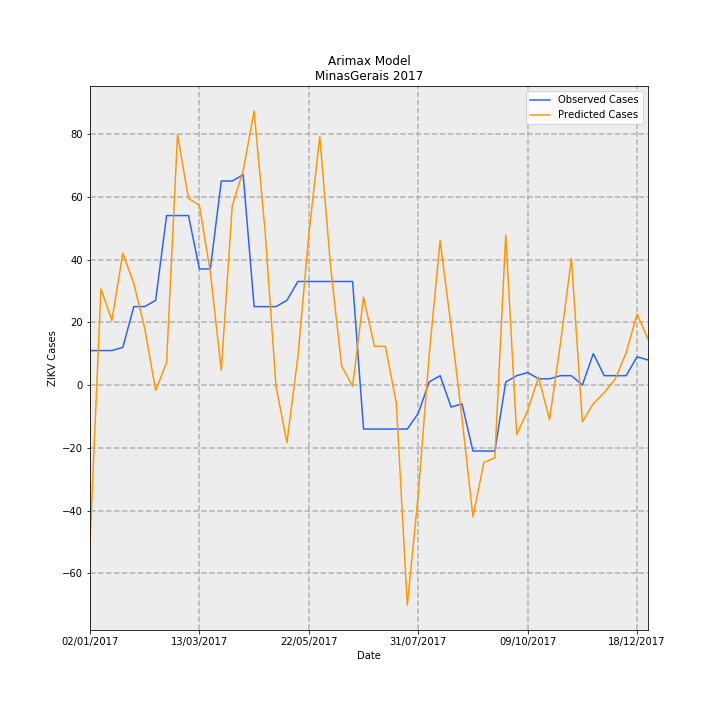 Arimax Model
MinasGerais 2017
Observed Cases
Predicted Cases
80
60
40
20
0
−20
−40
−60
ZIKV Cases
02/01/2017 13/03/2017 22/05/2017 31/07/2017 09/10/2017 18/12/2017
Date